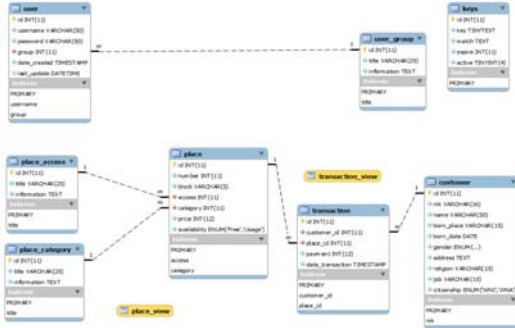 user
id INT(11)
username VARCHAR(50)
password VARCHAR(50)
group INT(11)
date_created TIMESTAMP
last_update DATETIME
Indexes
PRIMARY
username
group
∞
1
user_group
id INT(11)
title VARCHAR(25)
information TEXT
Indexes
PRIMARY
title
keys
id INT(11)
key TINYTEXT
match TEXT
expire INT(11)
active TINYINT(4)
Indexes
PRIMARY
place_access
id INT(11)
title VARCHAR(25)
information TEXT
Indexes
PRIMARY
title
1
∞
place_category
id INT(11)
title VARCHAR(25)
information TEXT
Indexes
PRIMARY
title
1
∞
place
id INT(11)
number INT(11)
block VARCHAR(5)
access INT(11)
category INT(11)
price INT(12)
availability ENUM('Free','Usage')
Indexes
PRIMARY
access
category
1
∞
place_view
transaction_view
transaction
id INT(11)
customer_id INT(11)
place_id INT(11)
payment INT(12)
date_transaction TIMESTAMP
Indexes
PRIMARY
customer_id
place_id
∞
1
customer
id INT(11)
nik VARCHAR(16)
name VARCHAR(50)
born_place VARCHAR(15)
born_date DATE
gender ENUM(...)
address TEXT
religion VARCHAR(15)
job VARCHAR(15)
citizenship ENUM('WNI','WNA')
Indexes
PRIMARY
nik